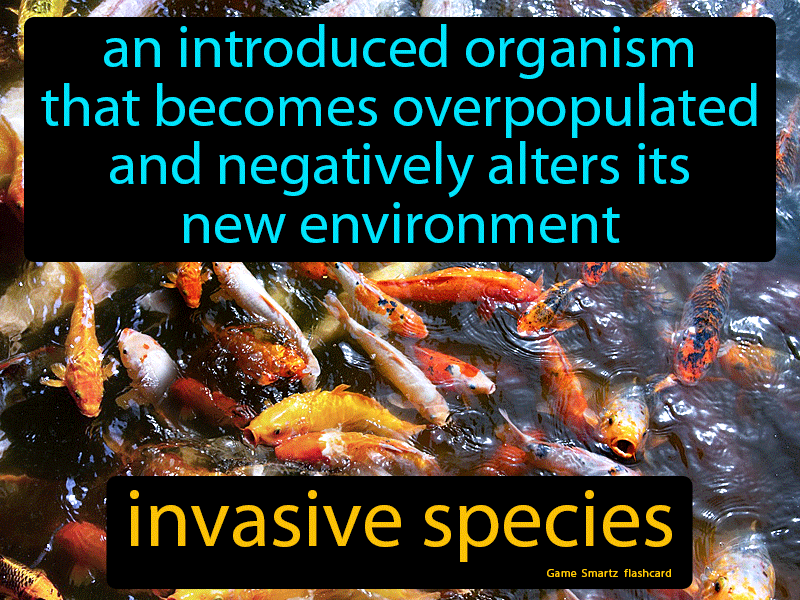 an introduced organism
that becomes overpopulated
and negatively alters its
new environment
invasive species
Game Smartz flashcard